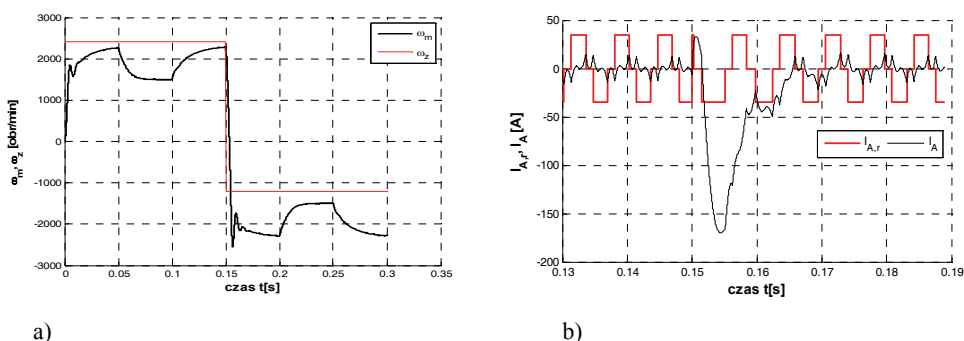 3000
2000
1000
0
-1000
-2000
-3000
0 0.05 0.1 0.15 0.2 0.25 0.3 0.35
ω_m, ω_z [obr/min]
czas t[s]
ω_m
ω_z
a)
50
0
-50
-100
-150
-200
0.13 0.14 0.15 0.16 0.17 0.18 0.19
I_A,r, I_A [A]
czas t[s]
I_A,r I_A
b)